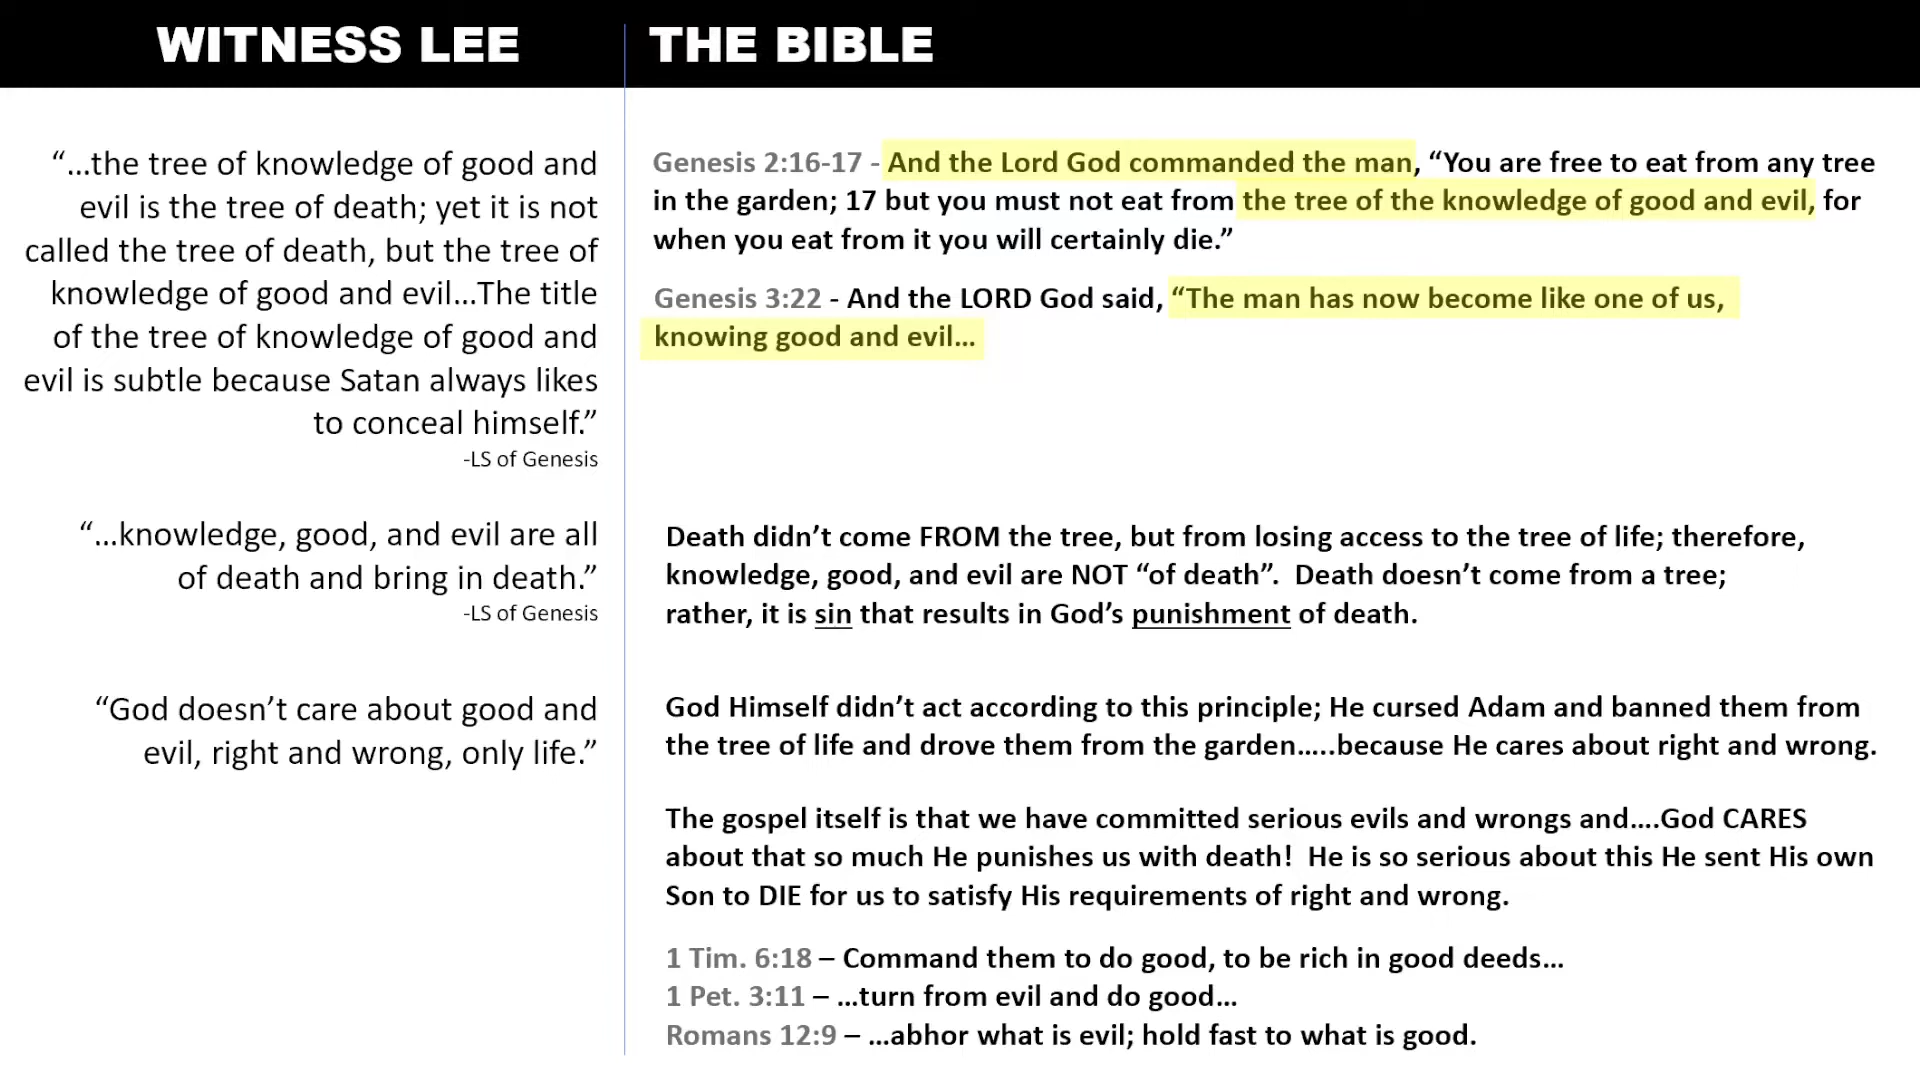 WITNESS LEE
THE BIBLE
“…the tree of knowledge of good and
evil is the tree of death; yet it is not
called the tree of death, but the tree of
knowledge of good and evil…The title
of the tree of knowledge of good and
evil is subtle because Satan always likes
to conceal himself.”
-LS of Genesis
“…knowledge, good, and evil are all
of death and bring in death.”
-LS of Genesis
“God doesn’t care about good and
evil, right and wrong, only life.”
Genesis 2:16-17 - And the Lord God commanded the man, “You are free to eat from any tree
in the garden; 17 but you must not eat from the tree of the knowledge of good and evil, for
when you eat from it you will certainly die.”
Genesis 3:22 - And the LORD God said, “The man has now become like one of us,
knowing good and evil…
Death didn’t come FROM the tree, but from losing access to the tree of life; therefore,
knowledge, good, and evil are NOT “of death”. Death doesn’t come from a tree;
rather, it is sin that results in God’s punishment of death.
God Himself didn’t act according to this principle; He cursed Adam and banned them from
the tree of life and drove them from the garden…..because He cares about right and wrong.
The gospel itself is that we have committed serious evils and wrongs and….God CARES
about that so much He punishes us with death! He is so serious about this He sent His own
Son to DIE for us to satisfy His requirements of right and wrong.
1 Tim. 6:18 – Command them to do good, to be rich in good deeds…
1 Pet. 3:11 – …turn from evil and do good…
Romans 12:9 – …abhor what is evil; hold fast to what is good.